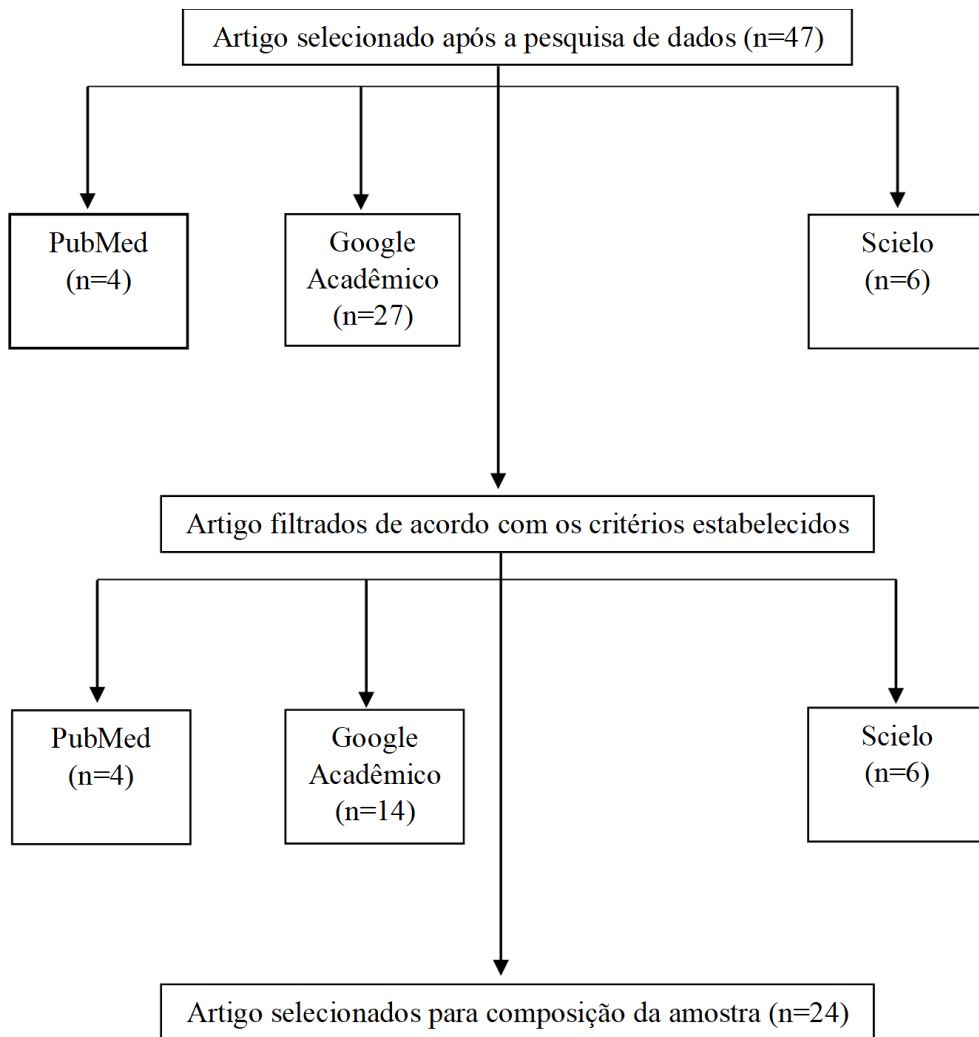 Artigo selecionado após a pesquisa de dados (n=47)
PubMed
(n=4)
Google
Acadêmico
(n=27)
Scielo
(n=6)
Artigo filtrados de acordo com os critérios estabelecidos
PubMed
(n=4)
Google
Acadêmico
(n=14)
Scielo
(n=6)
Artigo selecionados para composição da amostra (n=24)